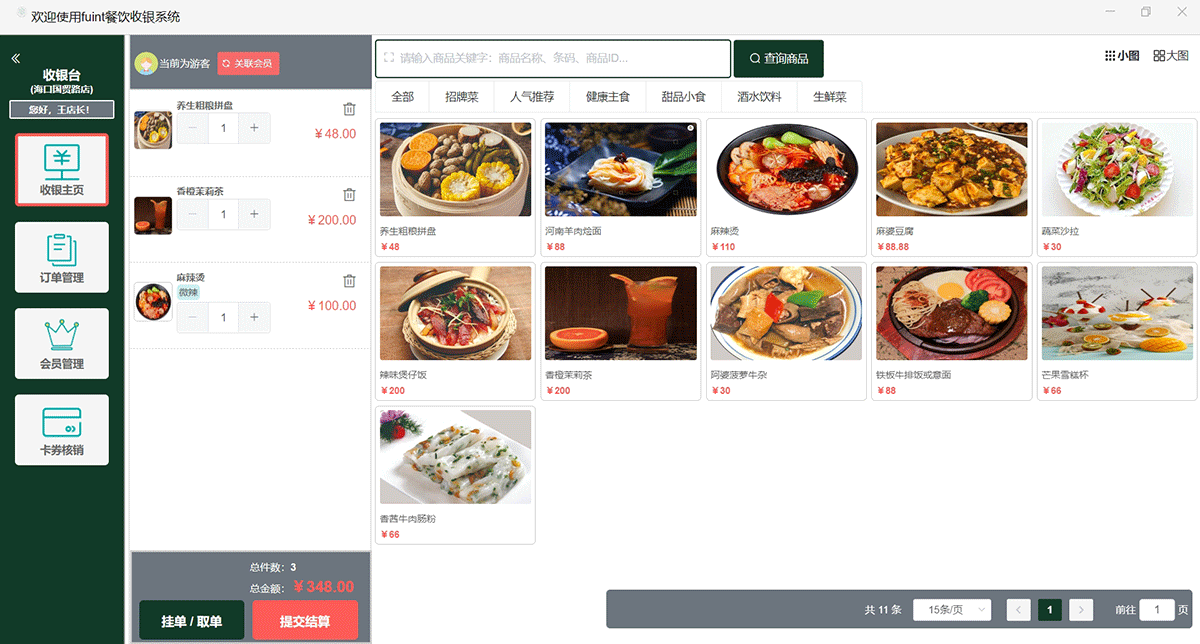 欢迎使用fuint餐饮收银系统
收银台
(海口国贸路店)
您好，王店长!
收银主页
订单管理
会员管理
卡券核销
当前为游客
关联会员
养生粗粮拼盘
1
￥48.00
香橙茉莉茶
1
￥200.00
麻辣烫
微辣
1
￥100.00
总件数：3
总金额：￥348.00
挂单 / 取单
提交结算
请输入商品关键字：商品名称、条码、商品ID...
查询商品
小图
大图
全部
招牌菜
人气推荐
健康主食
甜品小食
酒水饮料
生鲜菜
养生粗粮拼盘
￥48
河南羊肉烩面
￥88
麻辣烫
￥110
麻婆豆腐
￥88.88
蔬菜沙拉
￥30
辣味煲仔饭
￥200
香橙茉莉茶
￥200
阿婆菠萝牛杂
￥30
铁板牛排饭或意面
￥88
芒果雪糕杯
￥66
香茜牛肉肠粉
￥66
共 11 条
15条/页
1
前往 1 页